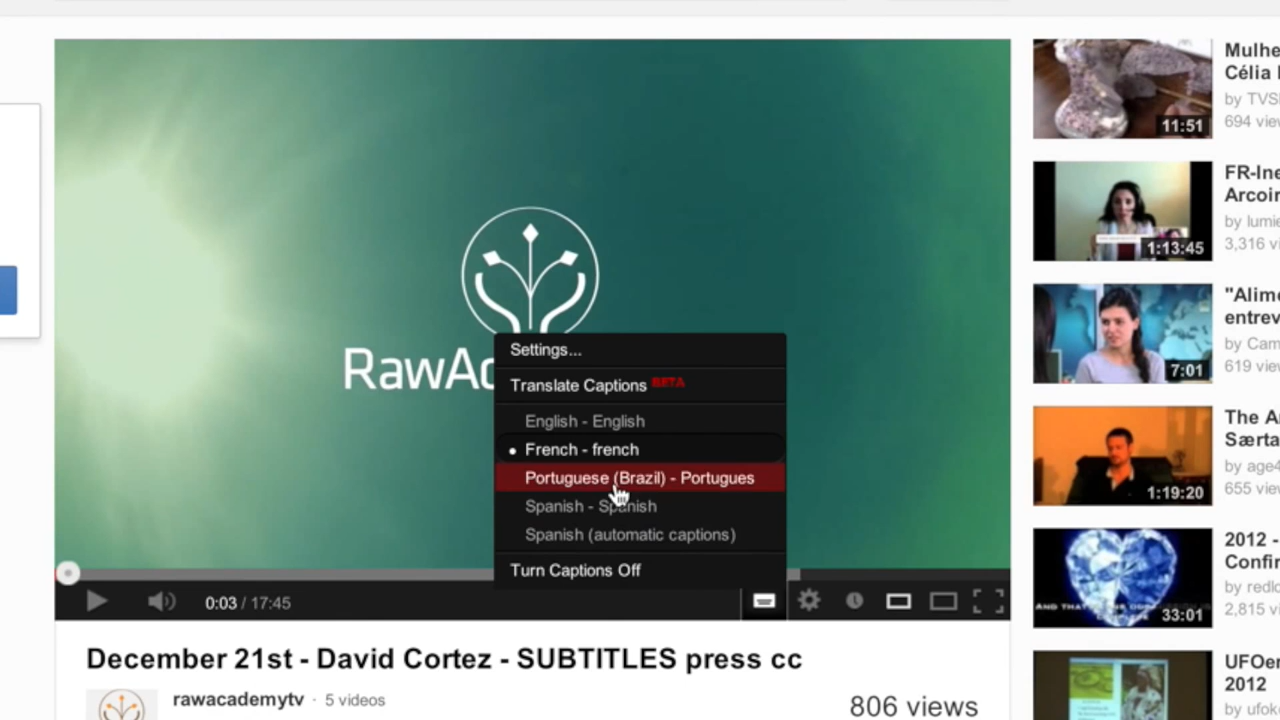 RawAc
Settings...
Translate Captions BETA
English - English
French - french
Portuguese (Brazil) - Portugues
Spanish - Spanish
Spanish (automatic captions)
Turn Captions Off
0:03 / 17:45
December 21st - David Cortez - SUBTITLES press cc
rawacademytv · 5 videos
806 views
11:51
Mulhe
Célia
by TVS
694 view
1:13:45
FR-Ine
Arcoir
by lumie
3,316 vi
7:01
"Alime
entrev
by Cam
619 view
1:19:20
The A
Særta
by age4
655 view
AND THAT
33:01
2012 -
Confir
by redlo
2,815 vi
UFOer
2012
by ufok